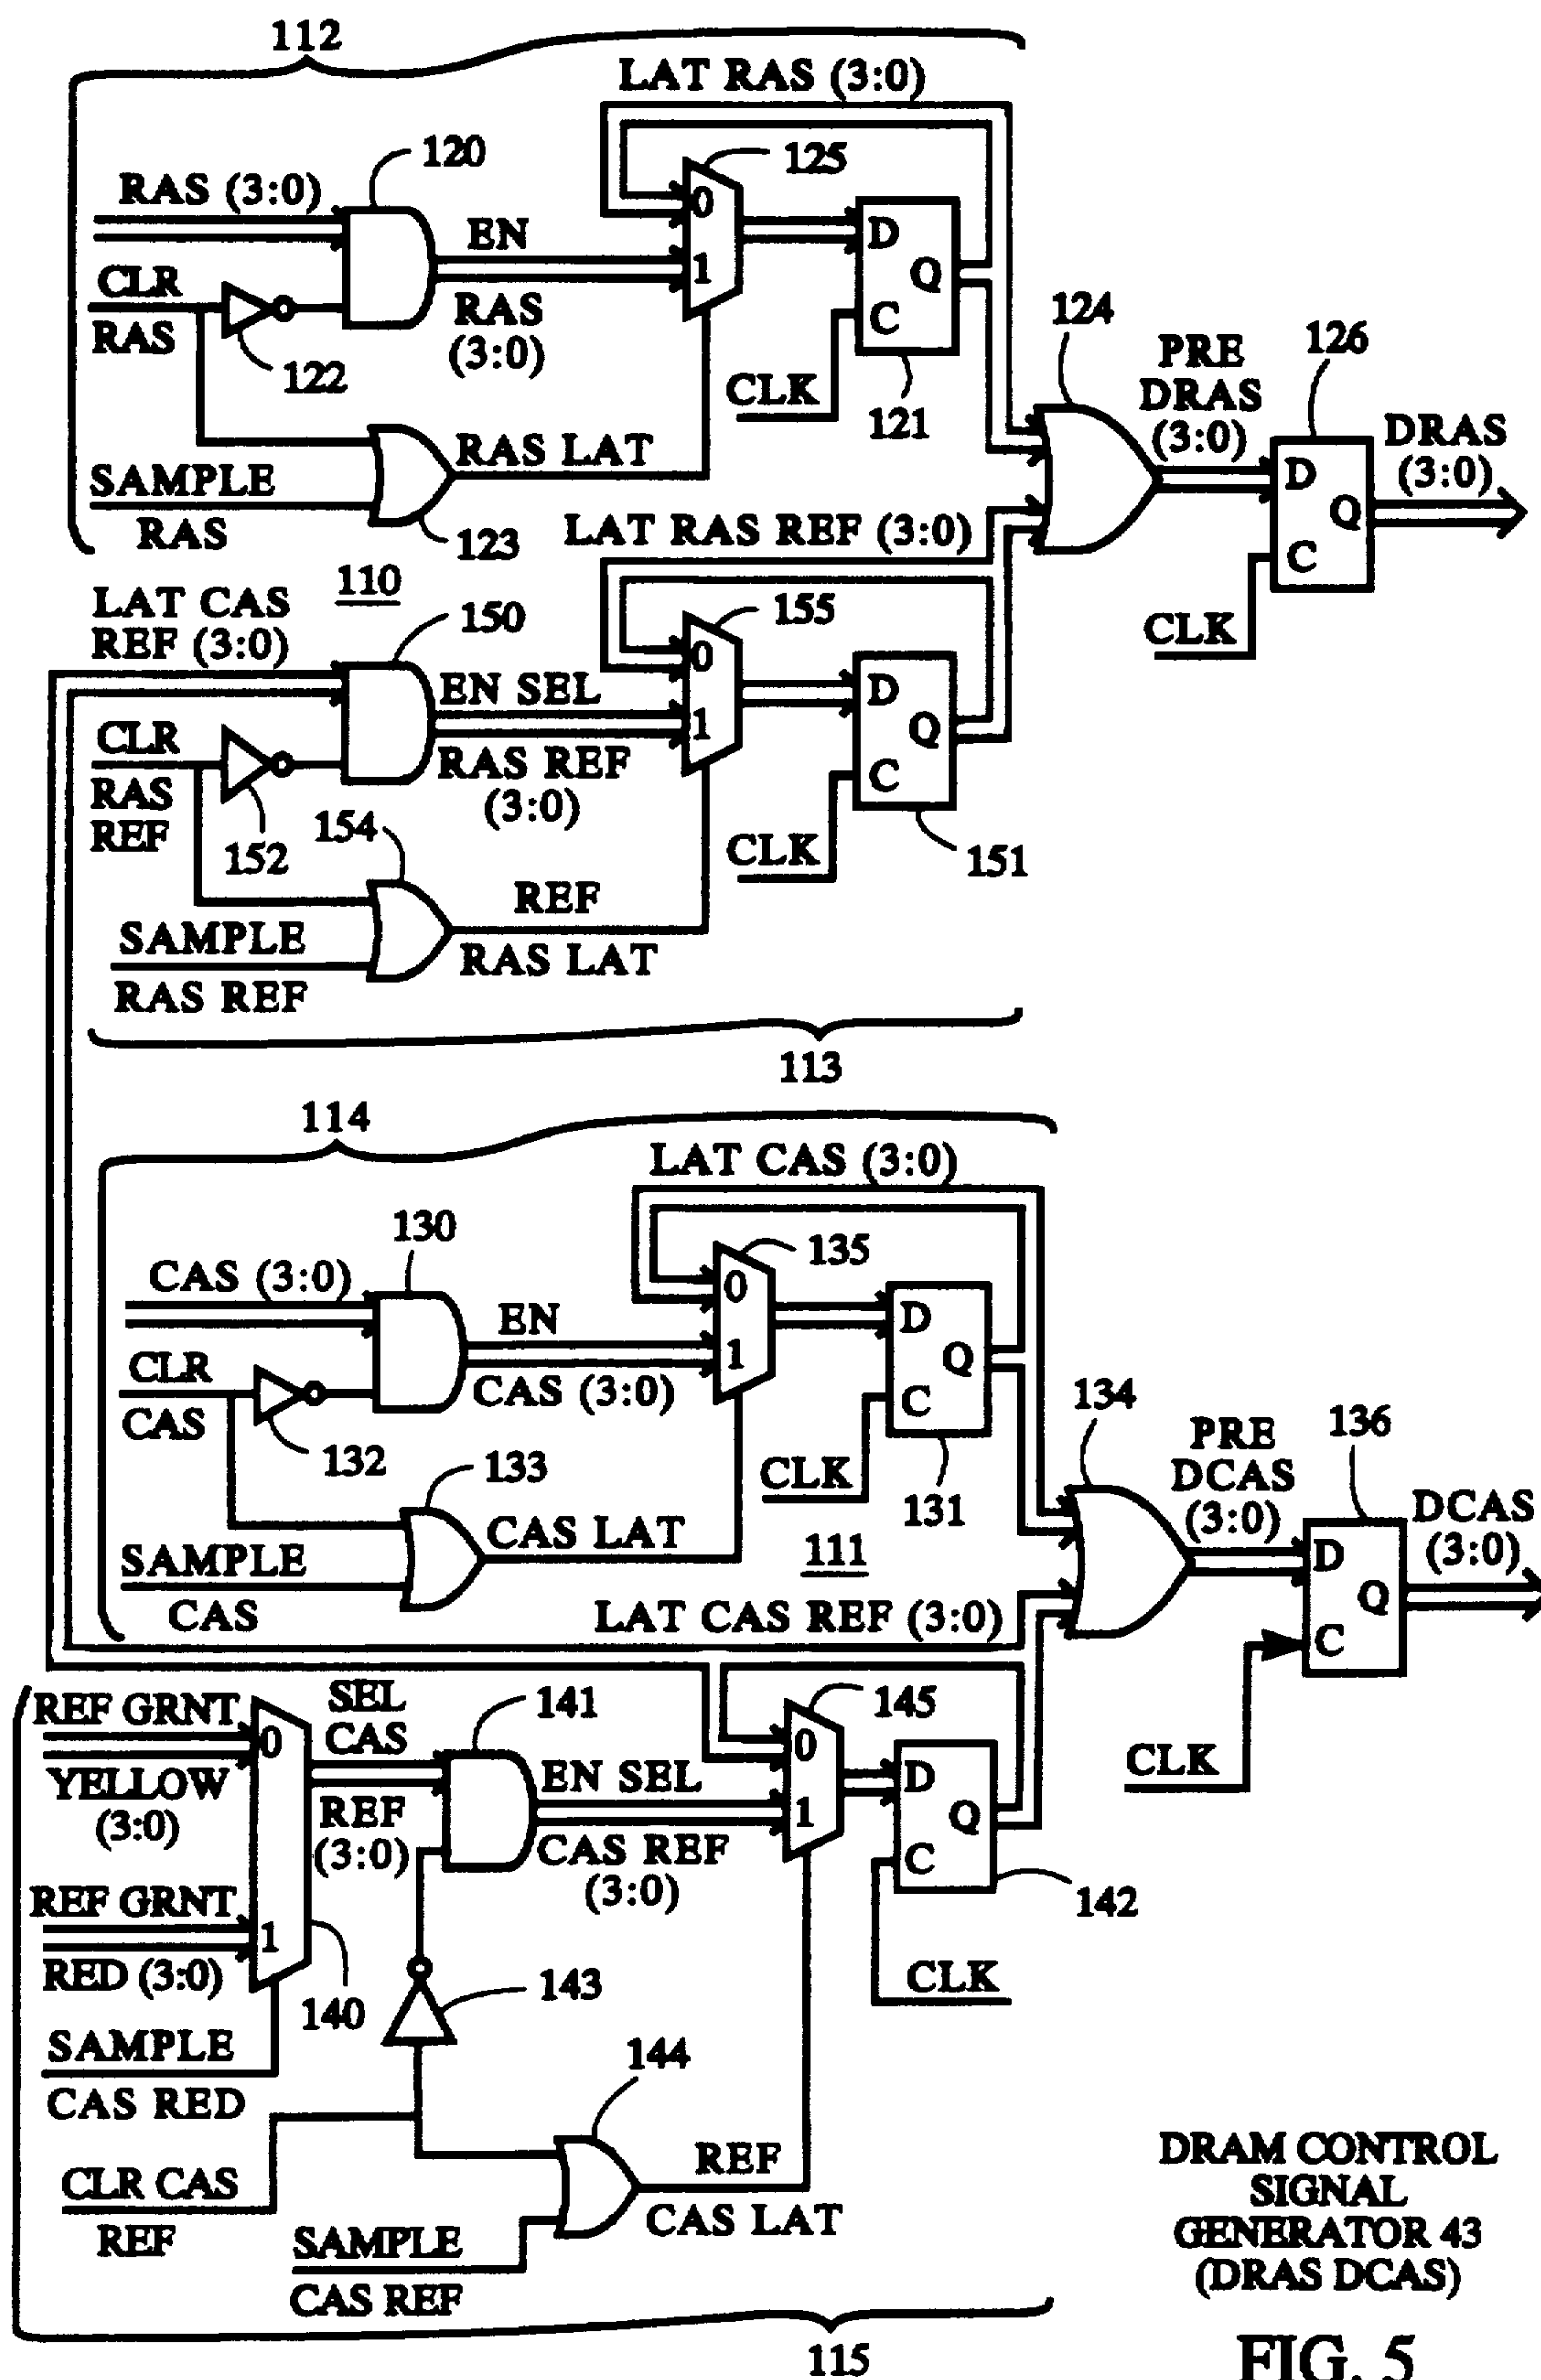 112
LAT RAS (3:0)
120
125
RAS (3:0)
0
D
EN
CLR
1
Q
RAS
RAS
(3:0)
C
122
CLK
121
124
PRE
DRAS
(3:0)
126
DRAS
(3:0)
RAS LAT
SAMPLE
RAS
123
D
Q
C
CLK
LAT RAS REF (3:0)
110
LAT CAS
REF (3:0)
150
155
0
D
EN SEL
CLR
1
Q
RAS REF
(3:0)
C
RAS
REF
152
154
CLK
151
REF
SAMPLE
RAS LAT
RAS REF
113
114
LAT CAS (3:0)
130
135
CAS (3:0)
0
D
EN
CLR
1
Q
CAS (3:0)
C
CAS
132
133
CLK
131
134
PRE
DCAS
(3:0)
136
DCAS
(3:0)
CAS LAT
111
SAMPLE
CAS
D
Q
C
CLK
LAT CAS REF (3:0)
REF GRNT
SEL
CAS
141
145
0
YELLOW
(3:0)
REF
(3:0)
EN SEL
0
D
1
Q
CAS REF
(3:0)
C
142
REF GRNT
1
RED (3:0)
140
143
CLK
SAMPLE
CAS RED
144
REF
CLR CAS
REF
CAS LAT
SAMPLE
CAS REF
115
DRAM CONTROL
SIGNAL
GENERATOR 43
(DRAS DCAS)
FIG. 5